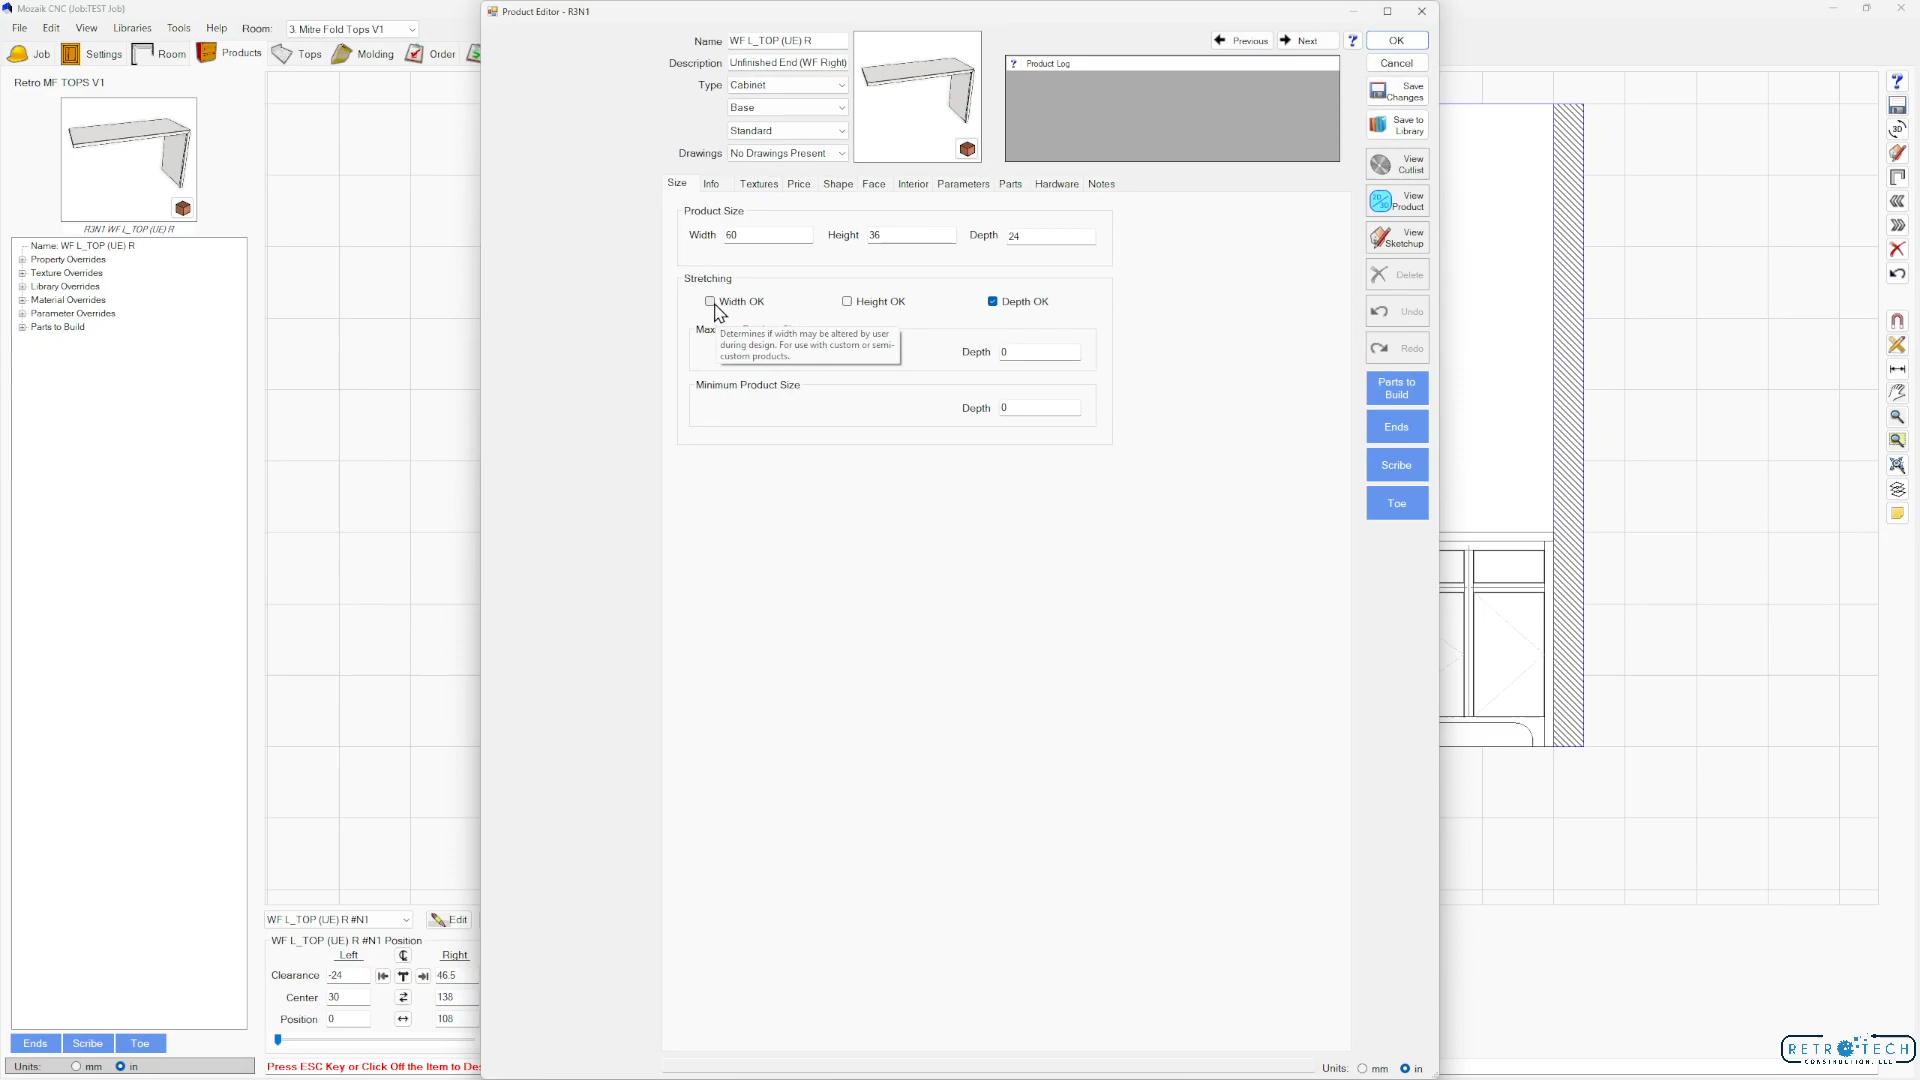 Mozaik CNC (Job:TEST Job)
File Edit View Libraries Tools Help Room: 3. Mitre Fold Tops V1
Job Settings Room Products Tops Molding Order
Retro MF TOPS V1
R3N1 WF L_TOP (UE) R
Name: WF L_TOP (UE) R
Property Overrides
Texture Overrides
Library Overrides
Material Overrides
Parameter Overrides
Parts to Build
Ends Scribe Toe
Units: mm in
WF L_TOP (UE) R #N1 Edit
WF L_TOP (UE) R #N1 Position
Left Right
Clearance -24 46.5
Center 30 138
Position 0 108
Press ESC Key or Click Off the Item to De
Product Editor - R3N1
Name WF L_TOP (UE) R
Description Unfinished End (WF Right)
Type Cabinet
Base
Standard
Drawings No Drawings Present
? Product Log
Previous Next ? OK
Cancel
Save Changes
Save to Library
View Cutlist
2D/3D View Product
View Sketchup
Delete
Undo
Redo
Parts to Build
Ends
Scribe
Toe
Size Info Textures Price Shape Face Interior Parameters Parts Hardware Notes
Product Size
Width 60 Height 36 Depth 24
Stretching
Width OK Height OK Depth OK
Max
Determines if width may be altered by user
during design. For use with custom or semi-
custom products.
Depth 0
Minimum Product Size
Depth 0
Units: mm in
?
3D
RETROTECH
CONSTRUCTION, LLC